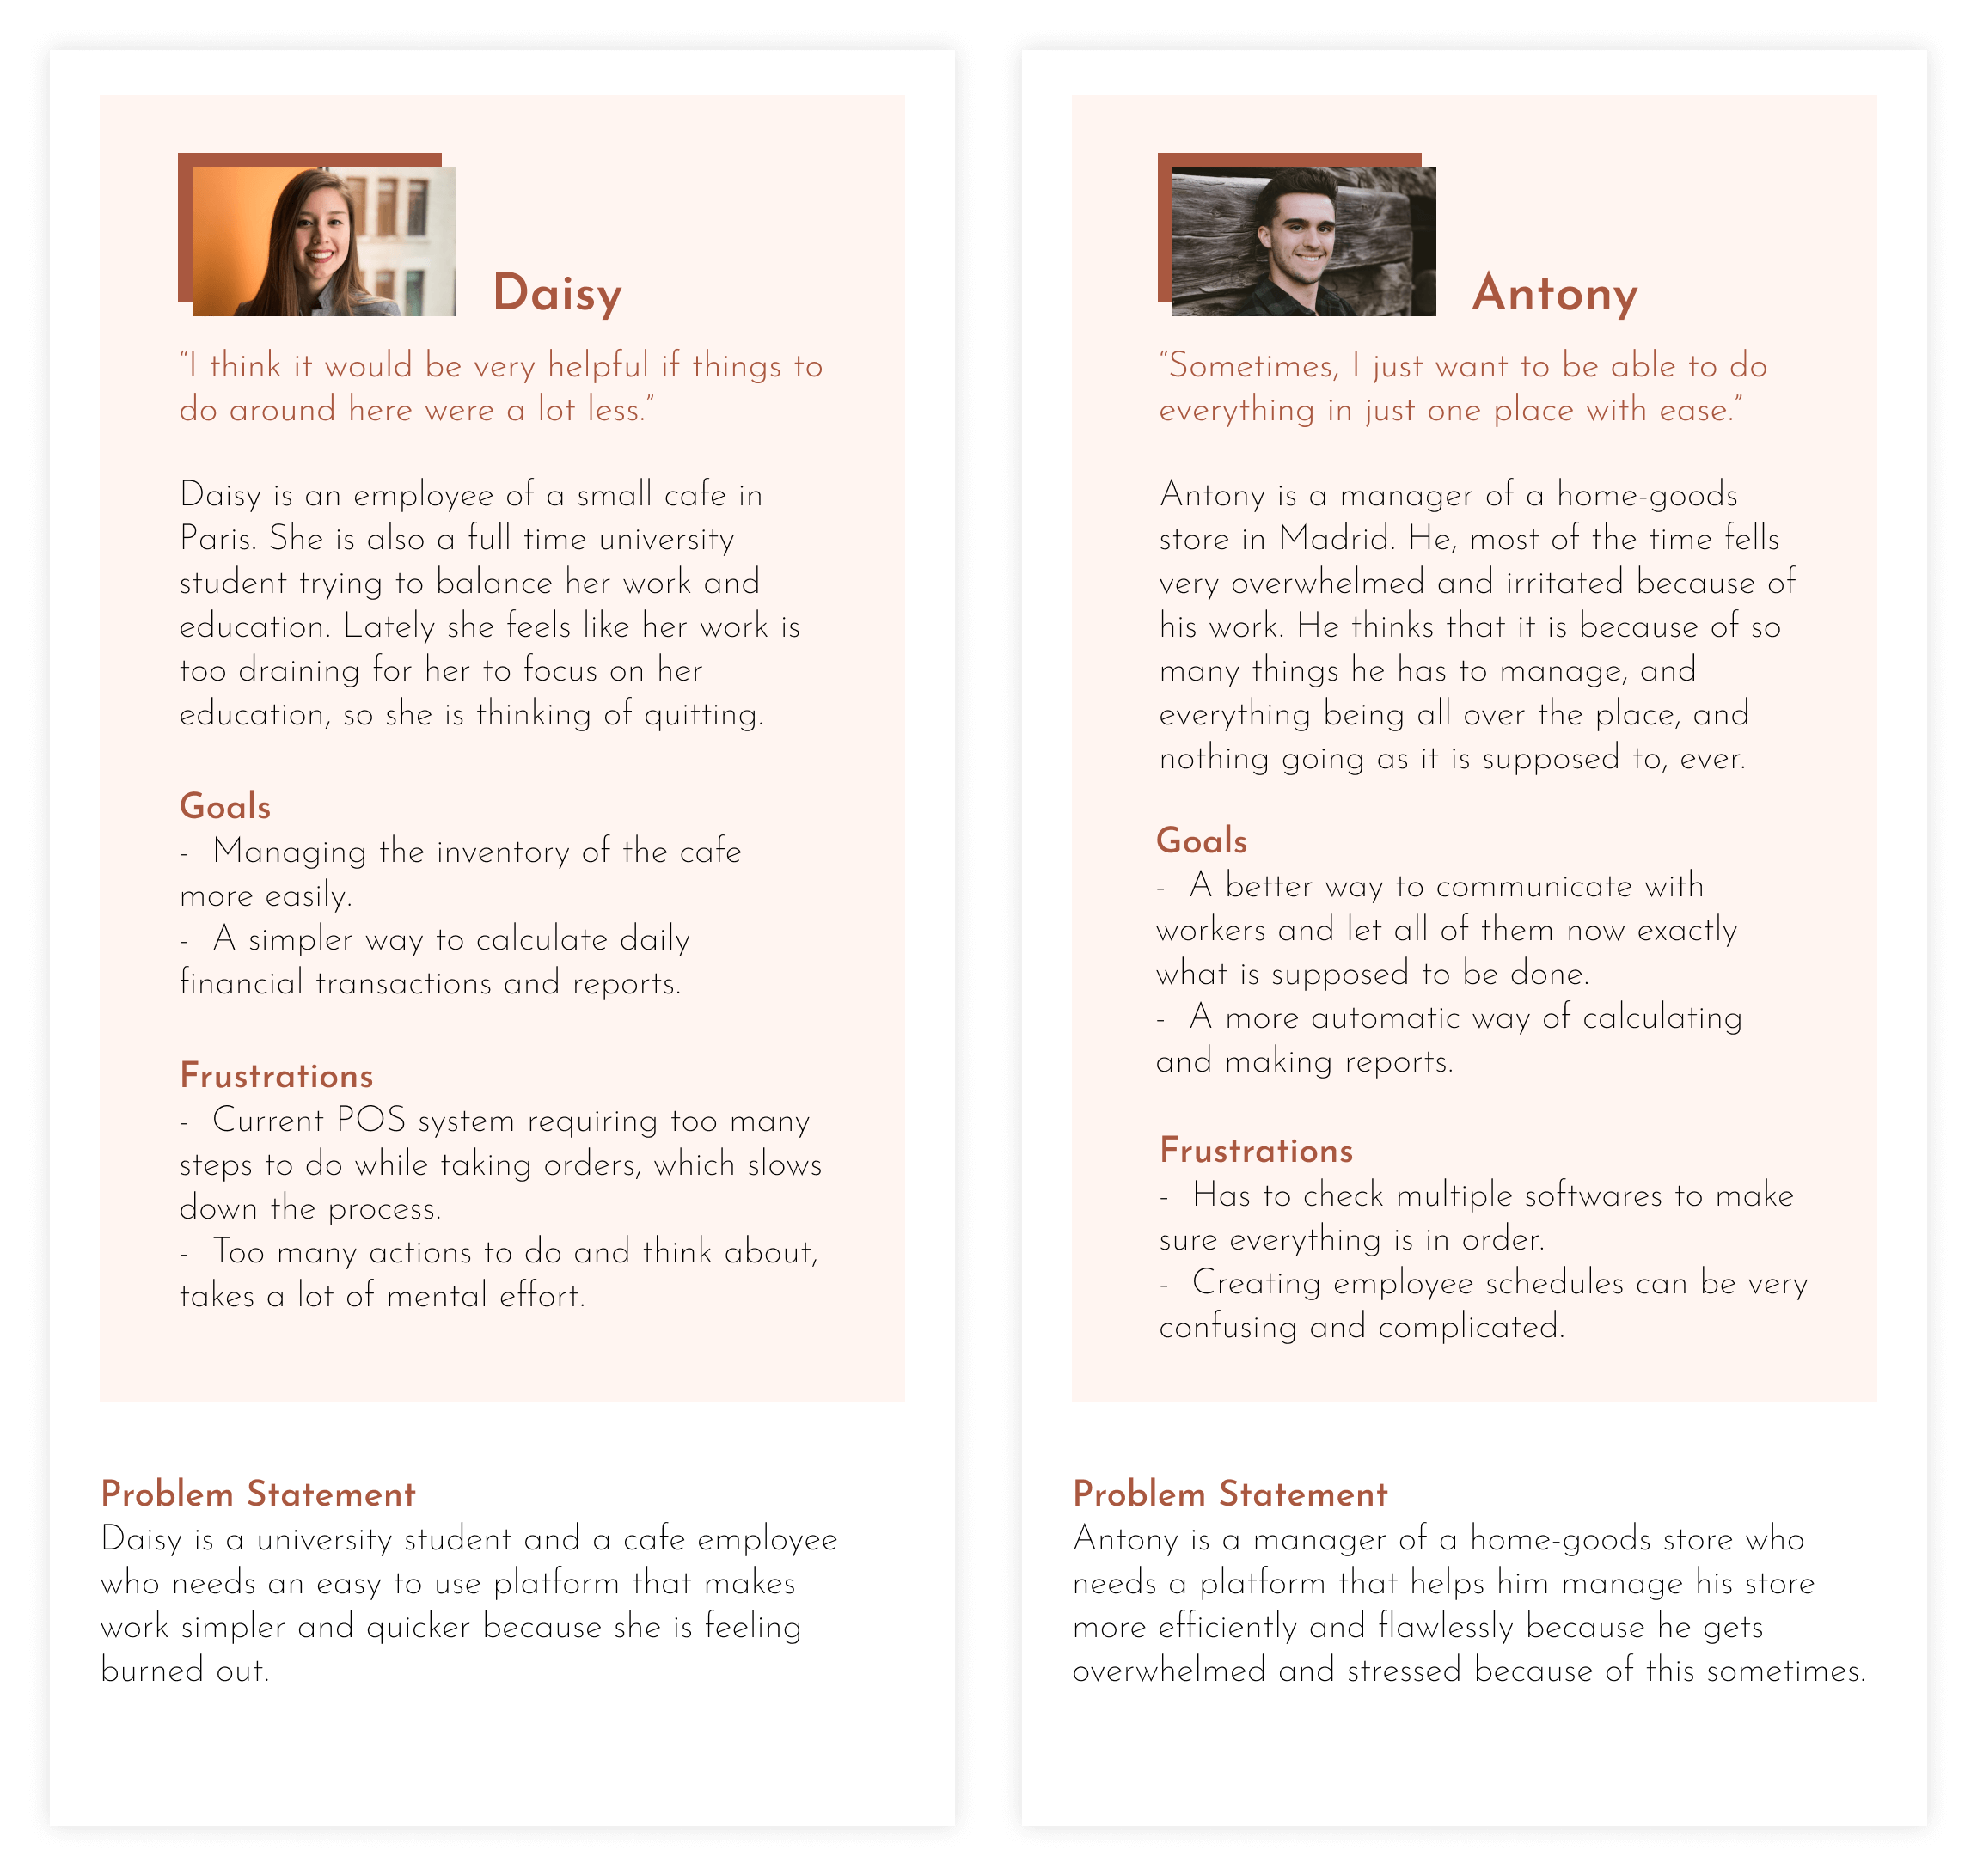 Daisy
“I think it would be very helpful if things to
do around here were a lot less.”
Daisy is an employee of a small cafe in
Paris. She is also a full time university
student trying to balance her work and
education. Lately she feels like her work is
too draining for her to focus on her
education, so she is thinking of quitting.
Goals
- Managing the inventory of the cafe
more easily.
- A simpler way to calculate daily
financial transactions and reports.
Frustrations
- Current POS system requiring too many
steps to do while taking orders, which slows
down the process.
- Too many actions to do and think about,
takes a lot of mental effort.
Problem Statement
Daisy is a university student and a cafe employee
who needs an easy to use platform that makes
work simpler and quicker because she is feeling
burned out.
Antony
“Sometimes, I just want to be able to do
everything in just one place with ease.”
Antony is a manager of a home-goods
store in Madrid. He, most of the time fells
very overwhelmed and irritated because of
his work. He thinks that it is because of so
many things he has to manage, and
everything being all over the place, and
nothing going as it is supposed to, ever.
Goals
- A better way to communicate with
workers and let all of them now exactly
what is supposed to be done.
- A more automatic way of calculating
and making reports.
Frustrations
- Has to check multiple softwares to make
sure everything is in order.
- Creating employee schedules can be very
confusing and complicated.
Problem Statement
Antony is a manager of a home-goods store who
needs a platform that helps him manage his store
more efficiently and flawlessly because he gets
overwhelmed and stressed because of this sometimes.